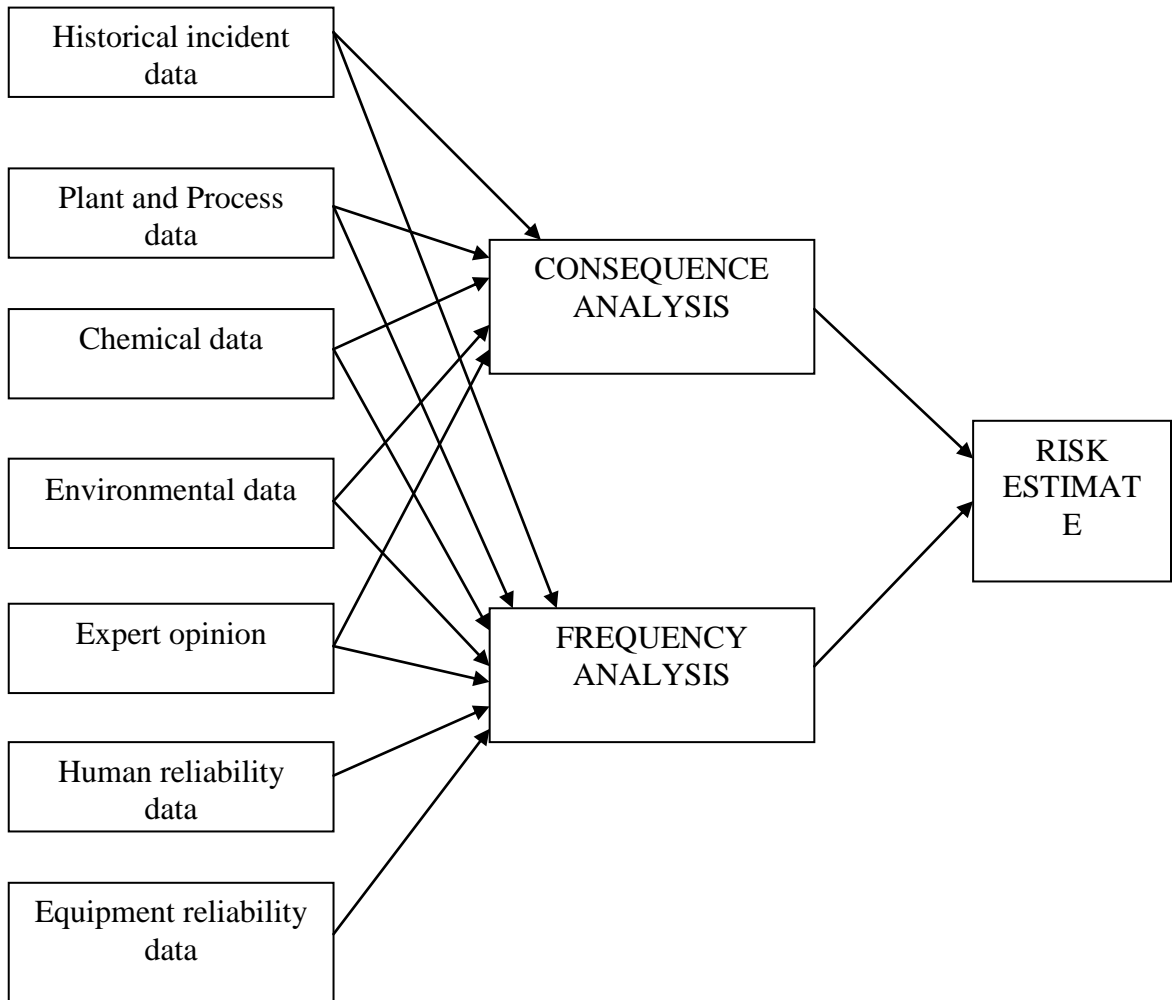 Historical incident
data
Plant and Process
data
Chemical data
Environmental data
Expert opinion
Human reliability
data
Equipment reliability
data
CONSEQUENCE
ANALYSIS
FREQUENCY
ANALYSIS
RISK
ESTIMAT
E